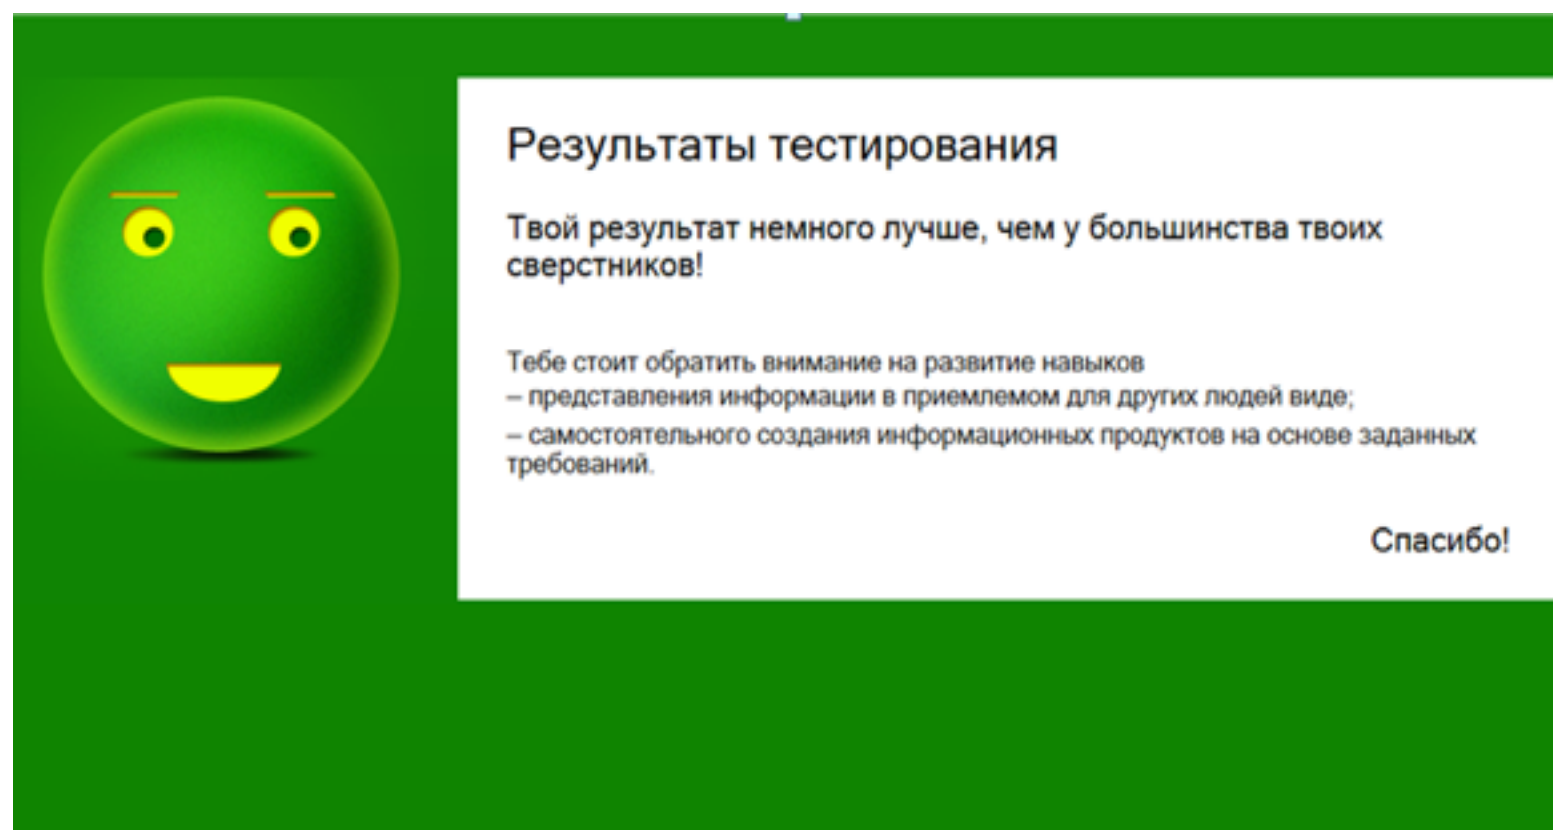 Результаты тестирования
Твой результат немного лучше, чем у большинства твоих
сверстников!
Тебе стоит обратить внимание на развитие навыков
– представления информации в приемлемом для других людей виде;
– самостоятельного создания информационных продуктов на основе заданных
требований.
Спасибо!